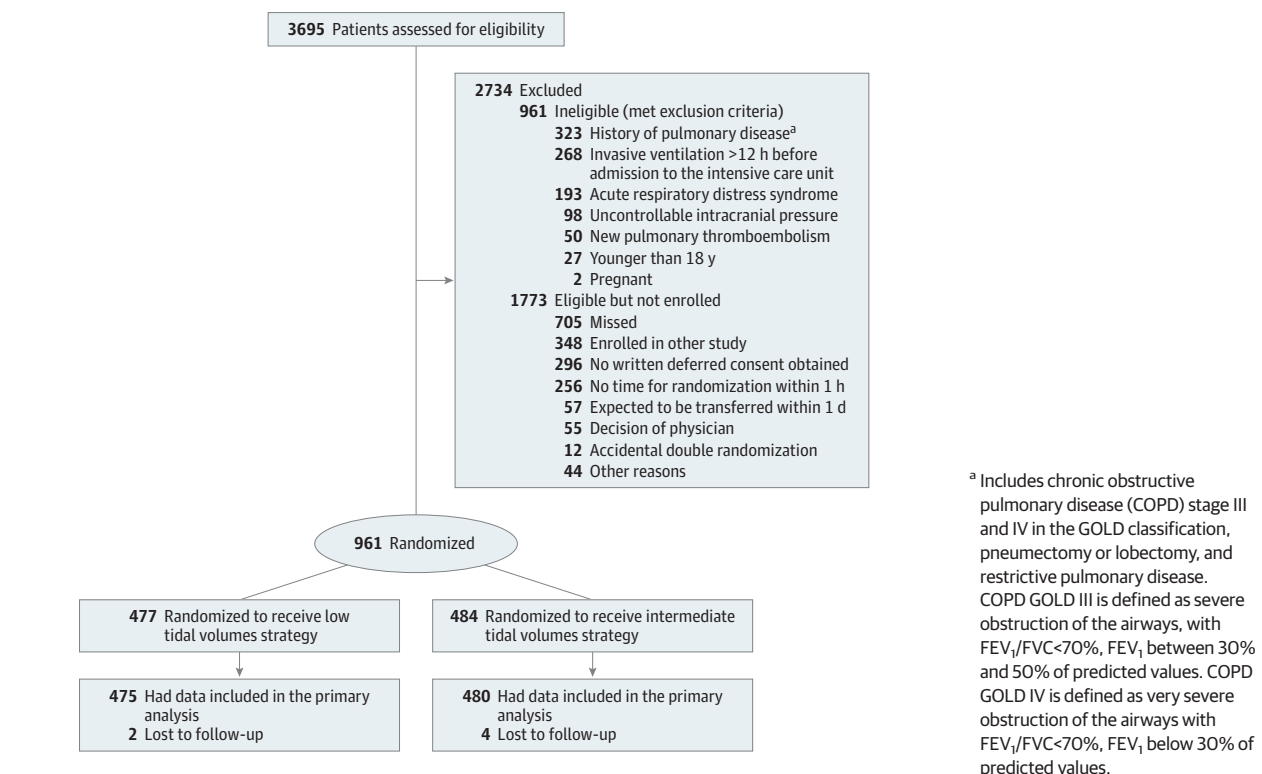 3695 Patients assessed for eligibility
2734 Excluded
961 Ineligible (met exclusion criteria)
323 History of pulmonary diseaseᵃ
268 Invasive ventilation >12 h before
admission to the intensive care unit
193 Acute respiratory distress syndrome
98 Uncontrollable intracranial pressure
50 New pulmonary thromboembolism
27 Younger than 18 y
2 Pregnant
1773 Eligible but not enrolled
705 Missed
348 Enrolled in other study
296 No written deferred consent obtained
256 No time for randomization within 1 h
57 Expected to be transferred within 1 d
55 Decision of physician
12 Accidental double randomization
44 Other reasons
961 Randomized
477 Randomized to receive low
tidal volumes strategy
484 Randomized to receive intermediate
tidal volumes strategy
475 Had data included in the primary
analysis
2 Lost to follow-up
480 Had data included in the primary
analysis
4 Lost to follow-up
ᵃ Includes chronic obstructive
pulmonary disease (COPD) stage III
and IV in the GOLD classification,
pneumectomy or lobectomy, and
restrictive pulmonary disease.
COPD GOLD III is defined as severe
obstruction of the airways, with
FEV₁/FVC<70%, FEV₁ between 30%
and 50% of predicted values. COPD
GOLD IV is defined as very severe
obstruction of the airways with
FEV₁/FVC<70%, FEV₁ below 30% of
predicted values.